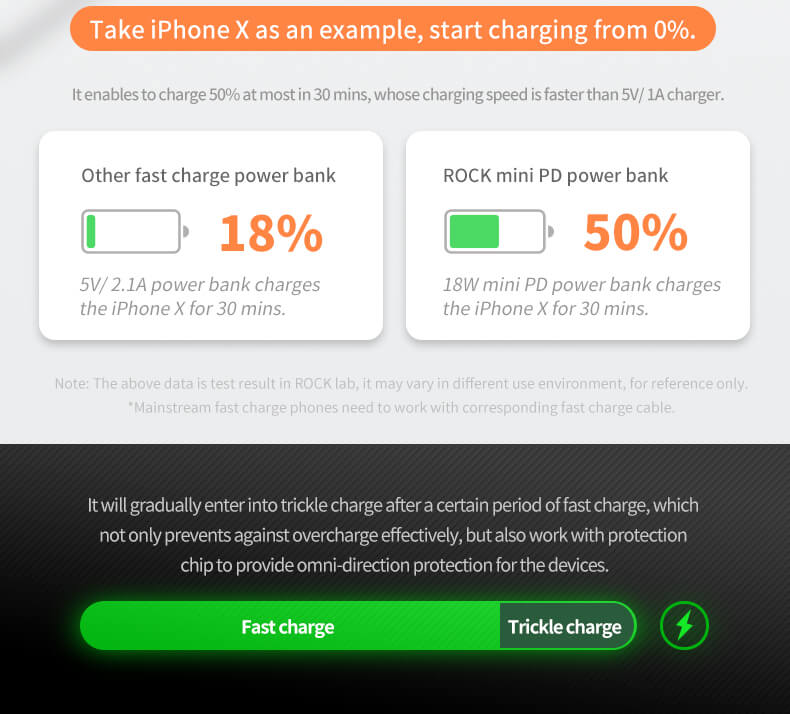 Take iPhone X as an example, start charging from 0%.
It enables to charge 50% at most in 30 mins, whose charging speed is faster than 5V/ 1A charger.
Other fast charge power bank
18%
5V/ 2.1A power bank charges
the iPhone X for 30 mins.
ROCK mini PD power bank
50%
18W mini PD power bank charges
the iPhone X for 30 mins.
Note: The above data is test result in ROCK lab, it may vary in different use environment, for reference only.
*Mainstream fast charge phones need to work with corresponding fast charge cable.
It will gradually enter into trickle charge after a certain period of fast charge, which
not only prevents against overcharge effectively, but also work with protection
chip to provide omni-direction protection for the devices.
Fast charge
Trickle charge